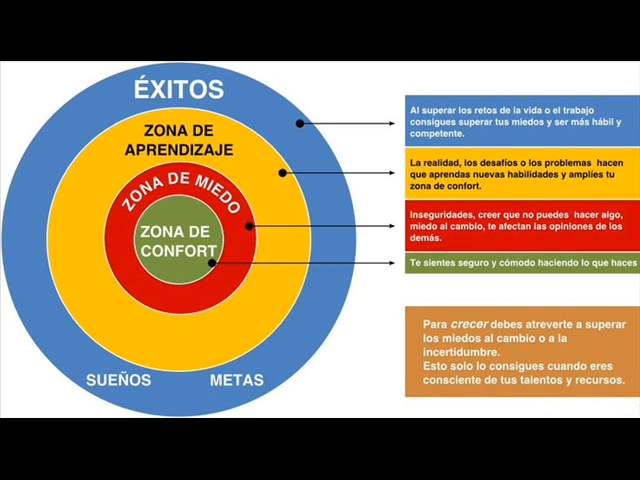 ÉXITOS
ZONA DE
APRENDIZAJE
ZONA DE MIEDO
ZONA DE
CONFORT
SUEÑOS
METAS
Al superar los retos de la vida o el trabajo
consigues superar tus miedos y ser más hábil y
competente.
La realidad, los desafíos o los problemas hacen
que aprendas nuevas habilidades y amplíes tu
zona de confort.
Inseguridades, creer que no puedes hacer algo,
miedo al cambio, te afectan las opiniones de los
demás.
Te sientes seguro y cómodo haciendo lo que haces
Para crecer debes atreverte a superar
los miedos al cambio o a la
incertidumbre.
Esto solo lo consigues cuando eres
consciente de tus talentos y recursos.